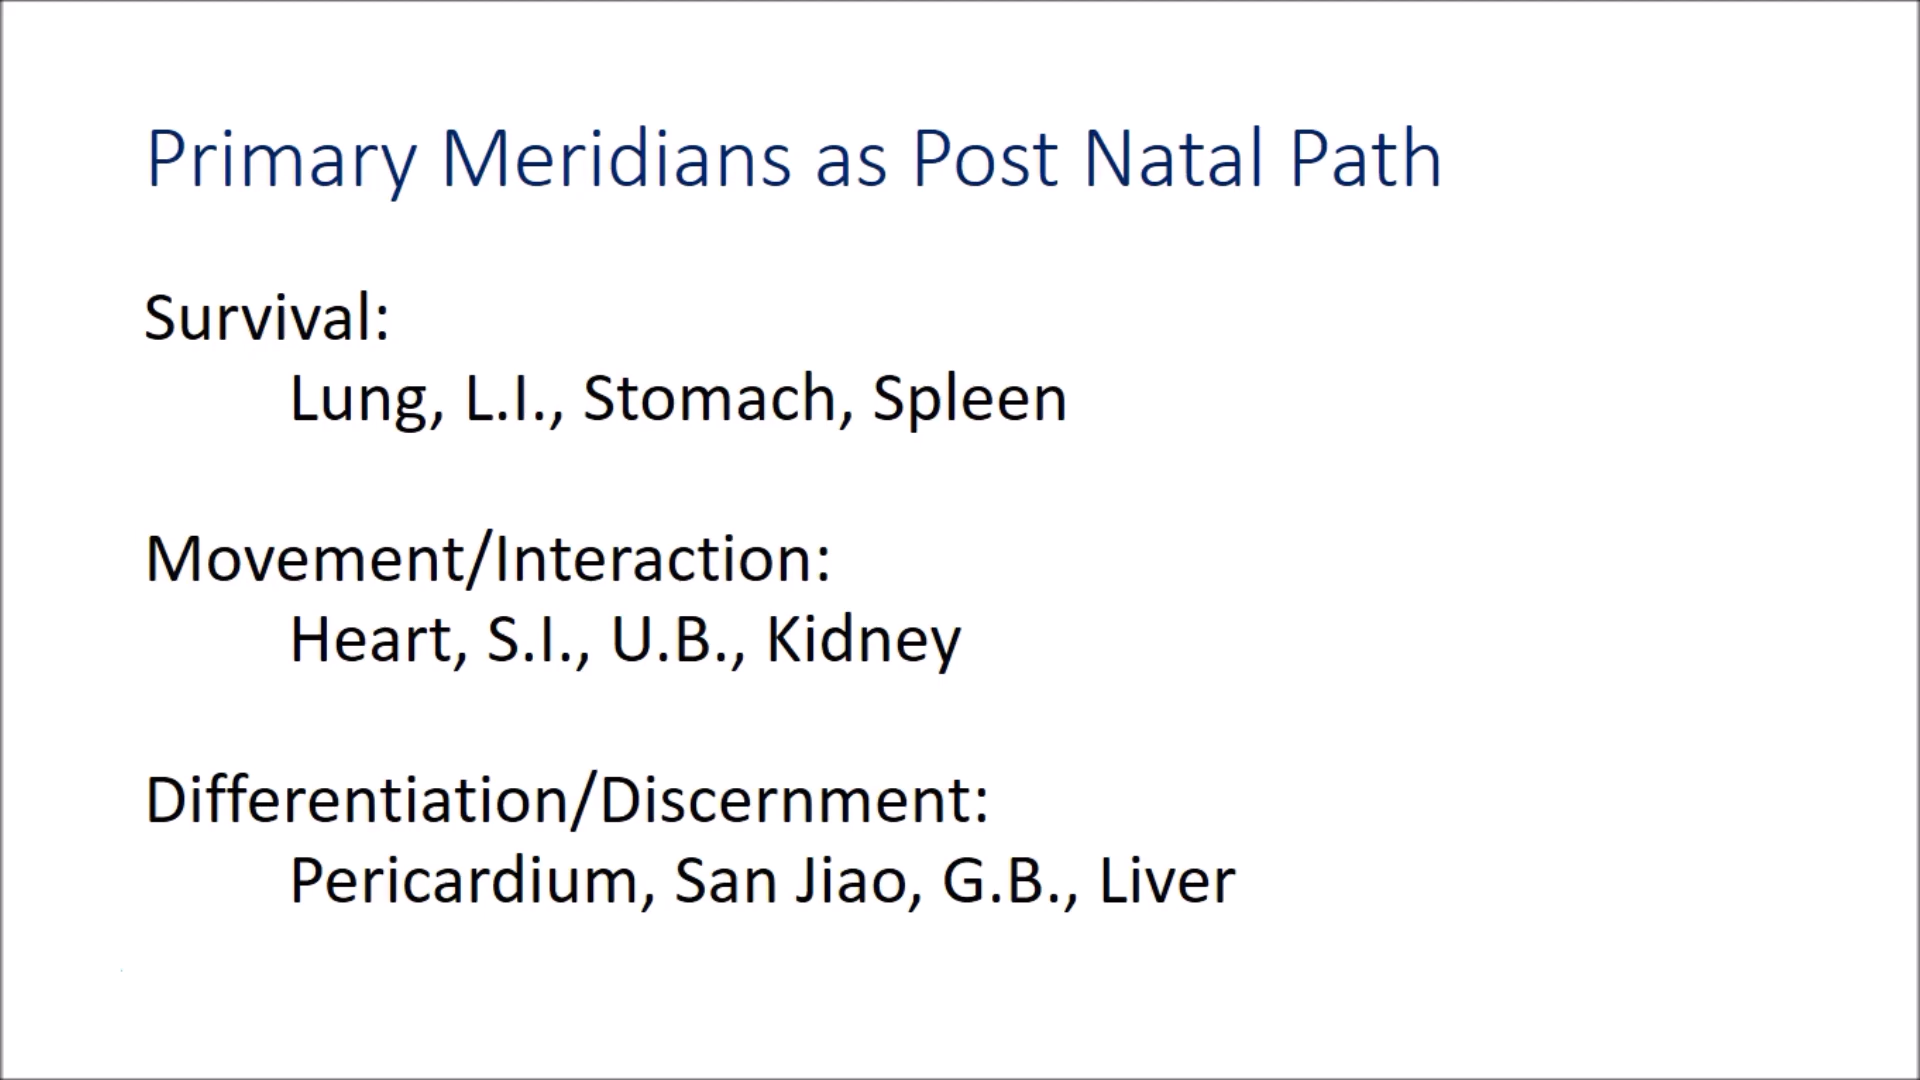 Primary Meridians as Post Natal Path
Survival:
Lung, L.I., Stomach, Spleen
Movement/Interaction:
Heart, S.I., U.B., Kidney
Differentiation/Discernment:
Pericardium, San Jiao, G.B., Liver